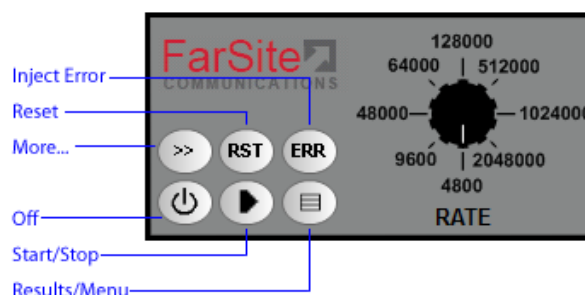 FarSite
COMMUNICATIONS
Inject Error
Reset
More...
Off
Start/Stop
Results/Menu
>>
RST
ERR
128000
64000
512000
48000
1024000
9600
2048000
4800
RATE